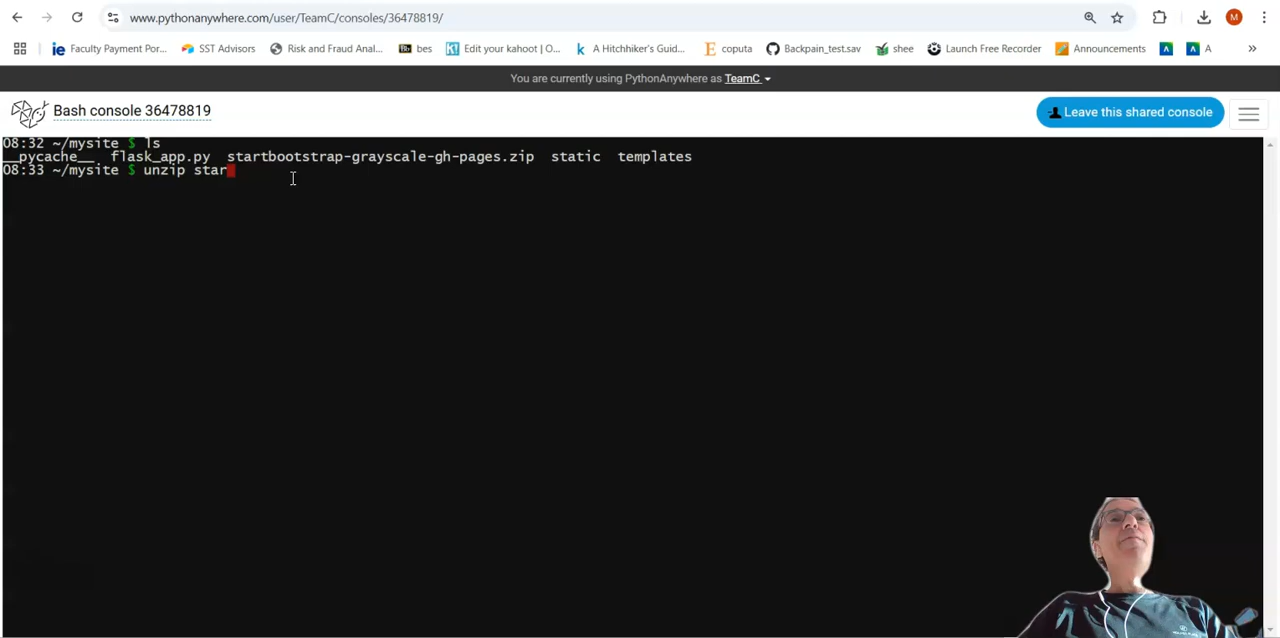 www.pythonanywhere.com/user/TeamC/consoles/36478819/
M
ie Faculty Payment Por... SST Advisors Risk and Fraud Anal... bes Edit your kahoot | O... k A Hitchhiker's Guid... E coputa Backpain_test.sav shee Launch Free Recorder Announcements A A A »
You are currently using PythonAnywhere as TeamC
Bash console 36478819
Leave this shared console
08:32 ~/mysite $ ls
__pycache__ flask_app.py startbootstrap-grayscale-gh-pages.zip static templates
08:33 ~/mysite $ unzip star